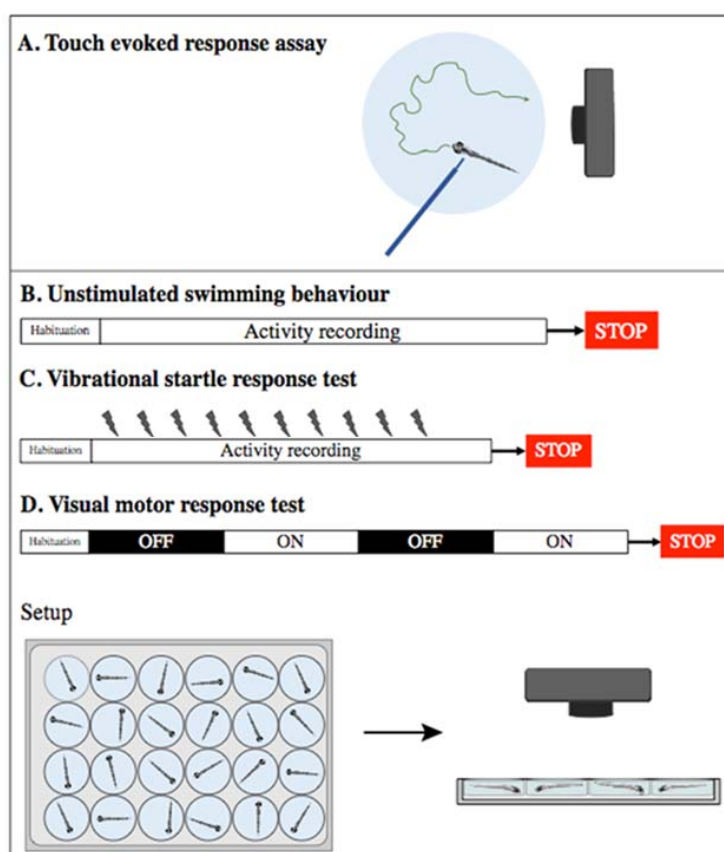 A. Touch evoked response assay
B. Unstimulated swimming behaviour
Habituation Activity recording STOP
C. Vibrational startle response test
Habituation Activity recording STOP
D. Visual motor response test
Habituation OFF ON OFF ON STOP
Setup